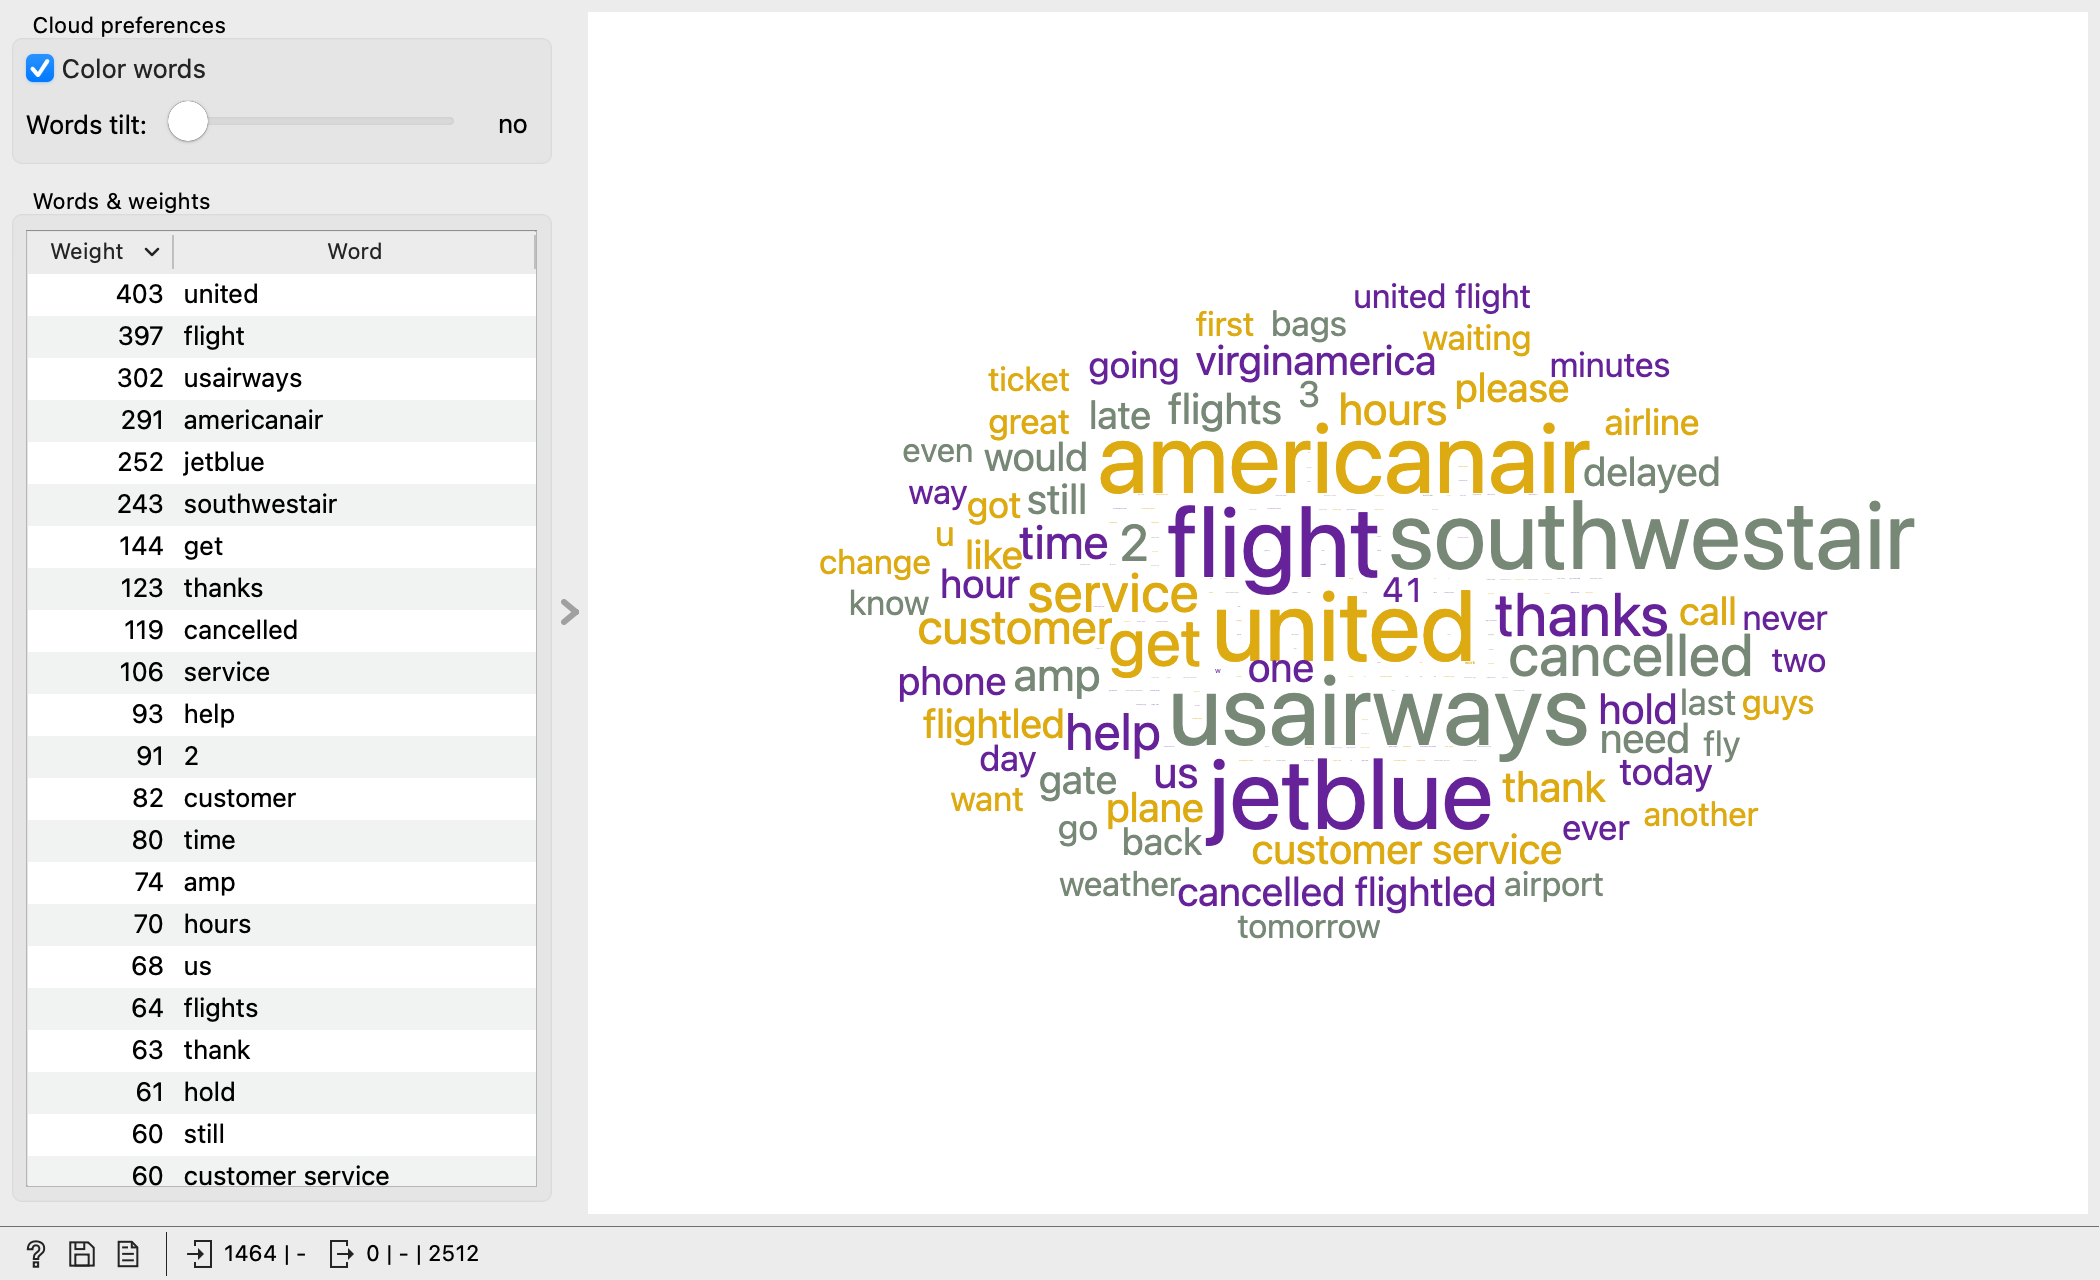 Cloud preferences
Color words
Words tilt: no
Words & weights
Weight Word
403 united
397 flight
302 usairways
291 americanair
252 jetblue
243 southwestair
144 get
123 thanks
119 cancelled
106 service
93 help
91 2
82 customer
80 time
74 amp
70 hours
68 us
64 flights
63 thank
61 hold
60 still
60 customer service
united flight
first bags waiting
going virginamerica minutes
ticket please
great late flights 3 hours airline
even would americanair delayed
way got still
u like time 2 flight southwestair
change hour 41
know service united thanks call never
customer get cancelled two
phone amp one
usairways hold last guys
flightled help need fly
day gate us jetblue thank today
want plane another
go back ever
customer service
weather cancelled flightled airport
tomorrow
1464 | - 0 | - | 2512